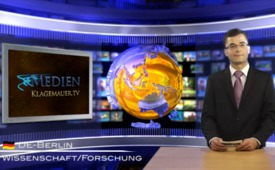 MEDIEN
KLAGEMAUER.TV
DE-BERLIN
WISSENSCHAFT/FORSCHUNG